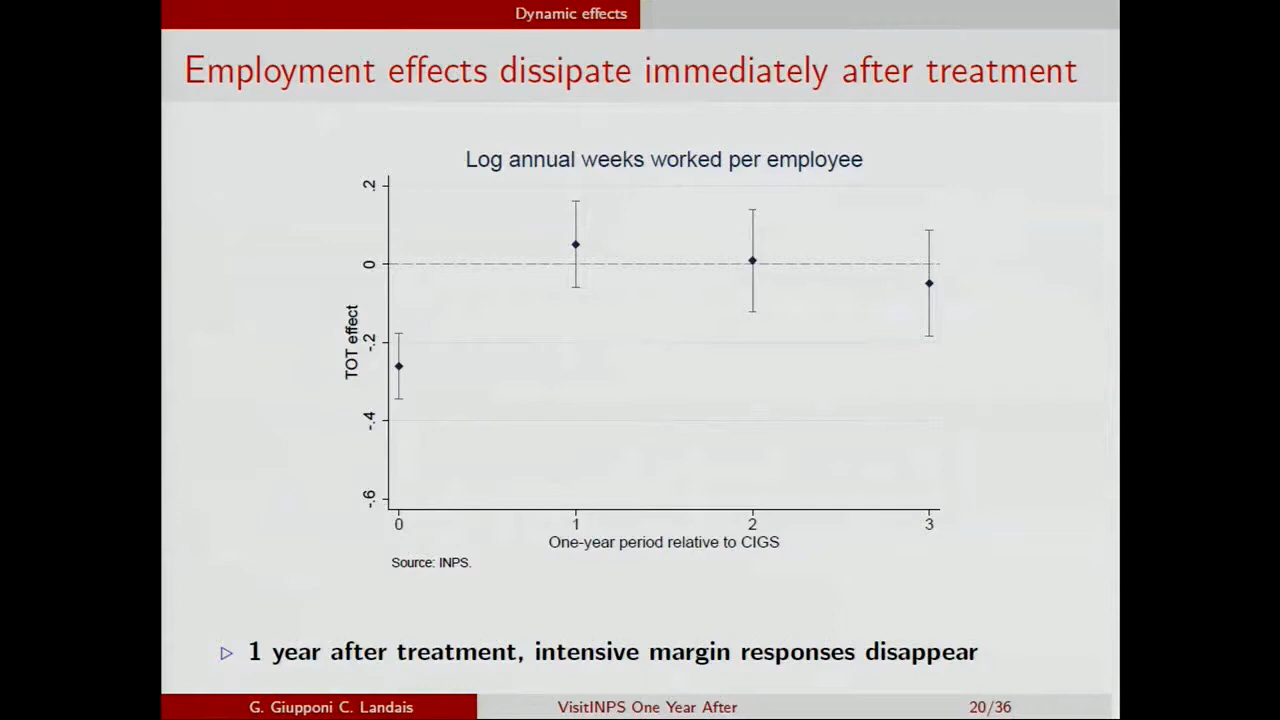 Dynamic effects
Employment effects dissipate immediately after treatment
Log annual weeks worked per employee
.2
0
-.2
-.4
-.6
TOT effect
0 1 2 3
One-year period relative to CIGS
Source: INPS.
1 year after treatment, intensive margin responses disappear
G. Giupponi C. Landais VisitINPS One Year After 20/36